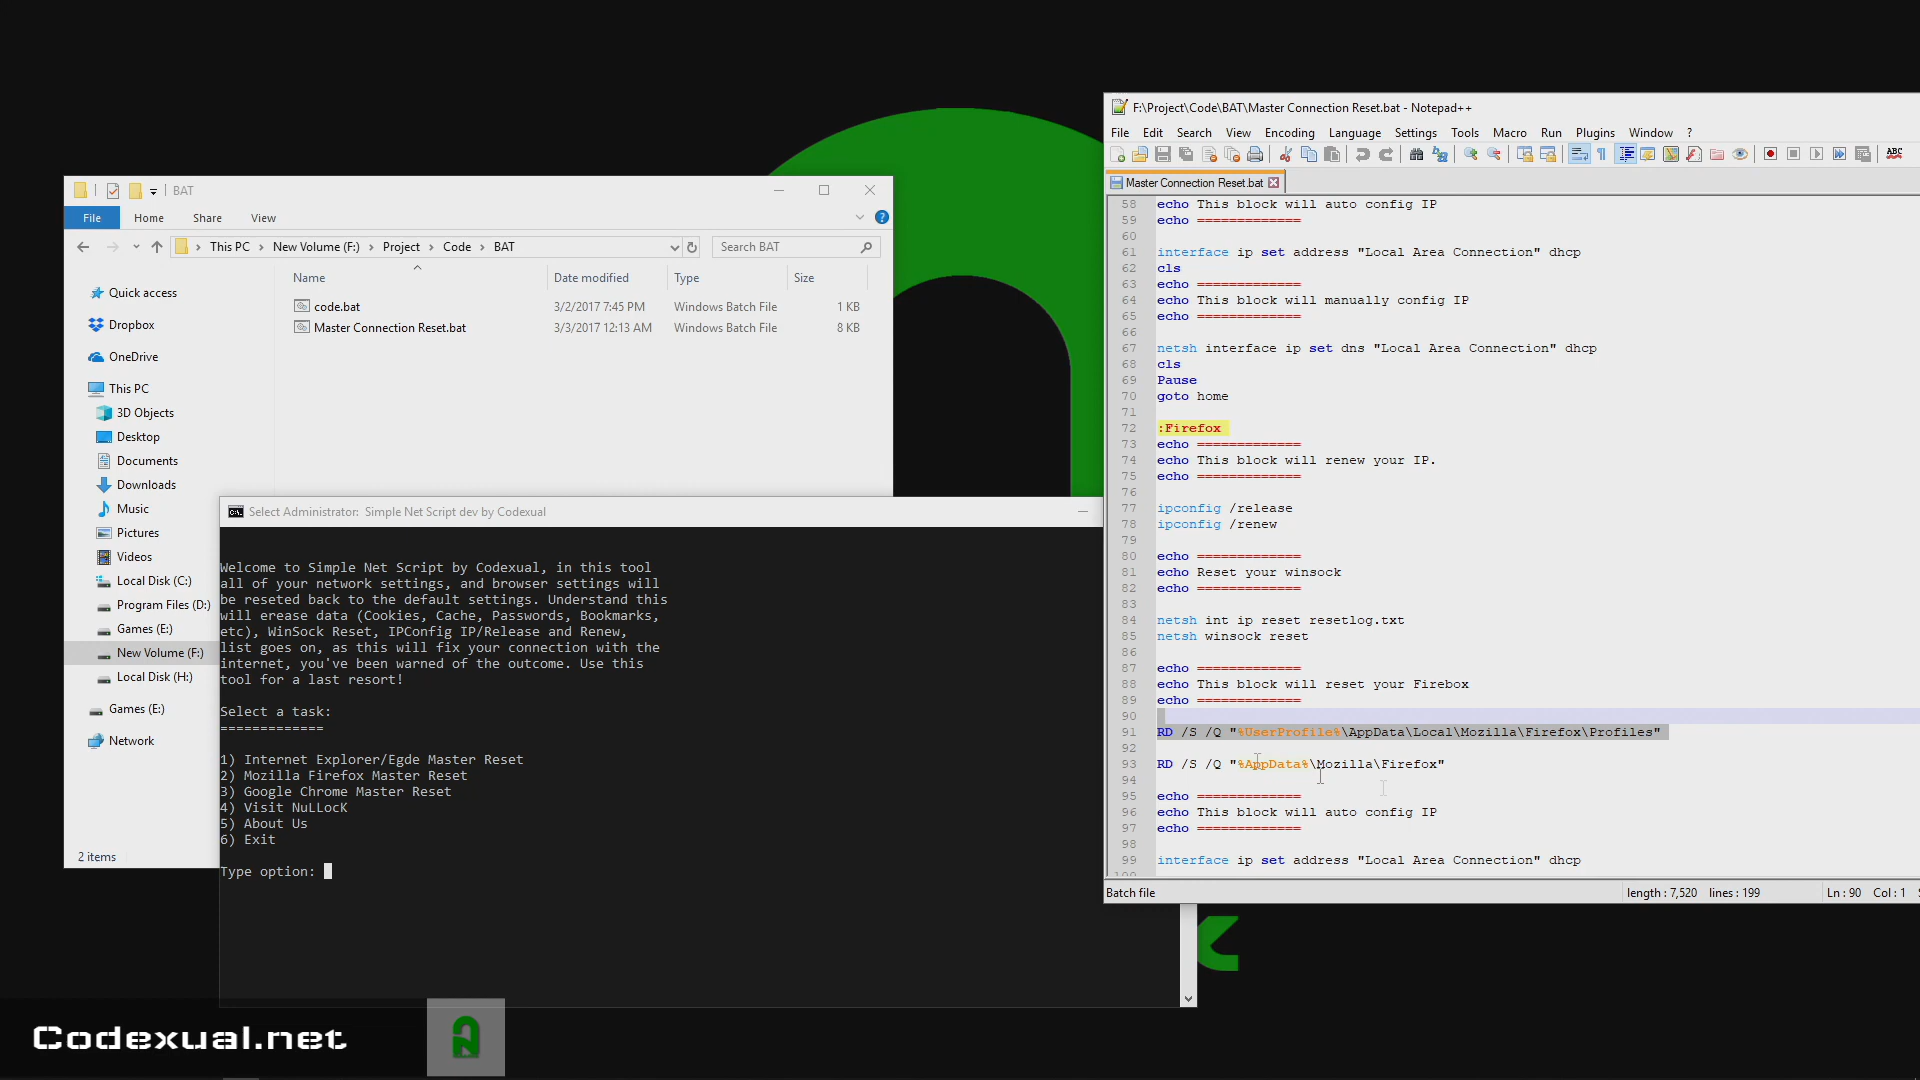 BAT
File Home Share View
This PC New Volume (F:) Project Code BAT
Search BAT
Name Date modified Type Size
code.bat 3/2/2017 7:45 PM Windows Batch File 1 KB
Master Connection Reset.bat 3/3/2017 12:13 AM Windows Batch File 8 KB
Quick access
Dropbox
OneDrive
This PC
3D Objects
Desktop
Documents
Downloads
Music
Pictures
Videos
Local Disk (C:)
Program Files (D:)
Games (E:)
New Volume (F:)
Local Disk (H:)
Games (E:)
Network
2 items
Select Administrator: Simple Net Script dev by Codexual
Welcome to Simple Net Script by Codexual, in this tool
all of your network settings, and browser settings will
be reseted back to the default settings. Understand this
will erease data (Cookies, Cache, Passwords, Bookmarks,
etc), WinSock Reset, IPConfig IP/Release and Renew,
list goes on, as this will fix your connection with the
internet, you've been warned of the outcome. Use this
tool for a last resort!
Select a task:
=============
1) Internet Explorer/Egde Master Reset
2) Mozilla Firefox Master Reset
3) Google Chrome Master Reset
4) Visit NuLLocK
5) About Us
6) Exit
Type option:
F:\Project\Code\BAT\Master Connection Reset.bat - Notepad++
File Edit Search View Encoding Language Settings Tools Macro Run Plugins Window ?
ABC
Master Connection Reset.bat
58 echo This block will auto config IP
59 echo =============
60
61 interface ip set address "Local Area Connection" dhcp
62 cls
63 echo =============
64 echo This block will manually config IP
65 echo =============
66
67 netsh interface ip set dns "Local Area Connection" dhcp
68 cls
69 Pause
70 goto home
71
72 :Firefox
73 echo =============
74 echo This block will renew your IP.
75 echo =============
76
77 ipconfig /release
78 ipconfig /renew
79
80 echo =============
81 echo Reset your winsock
82 echo =============
83
84 netsh int ip reset resetlog.txt
85 netsh winsock reset
86
87 echo =============
88 echo This block will reset your Firebox
89 echo =============
90
91 RD /S /Q "%UserProfile%\AppData\Local\Mozilla\Firefox\Profiles"
92
93 RD /S /Q "%AppData%\Mozilla\Firefox"
94
95 echo =============
96 echo This block will auto config IP
97 echo =============
98
99 interface ip set address "Local Area Connection" dhcp
100
Batch file length : 7,520 lines : 199 Ln : 90 Col : 1
Codexual.net